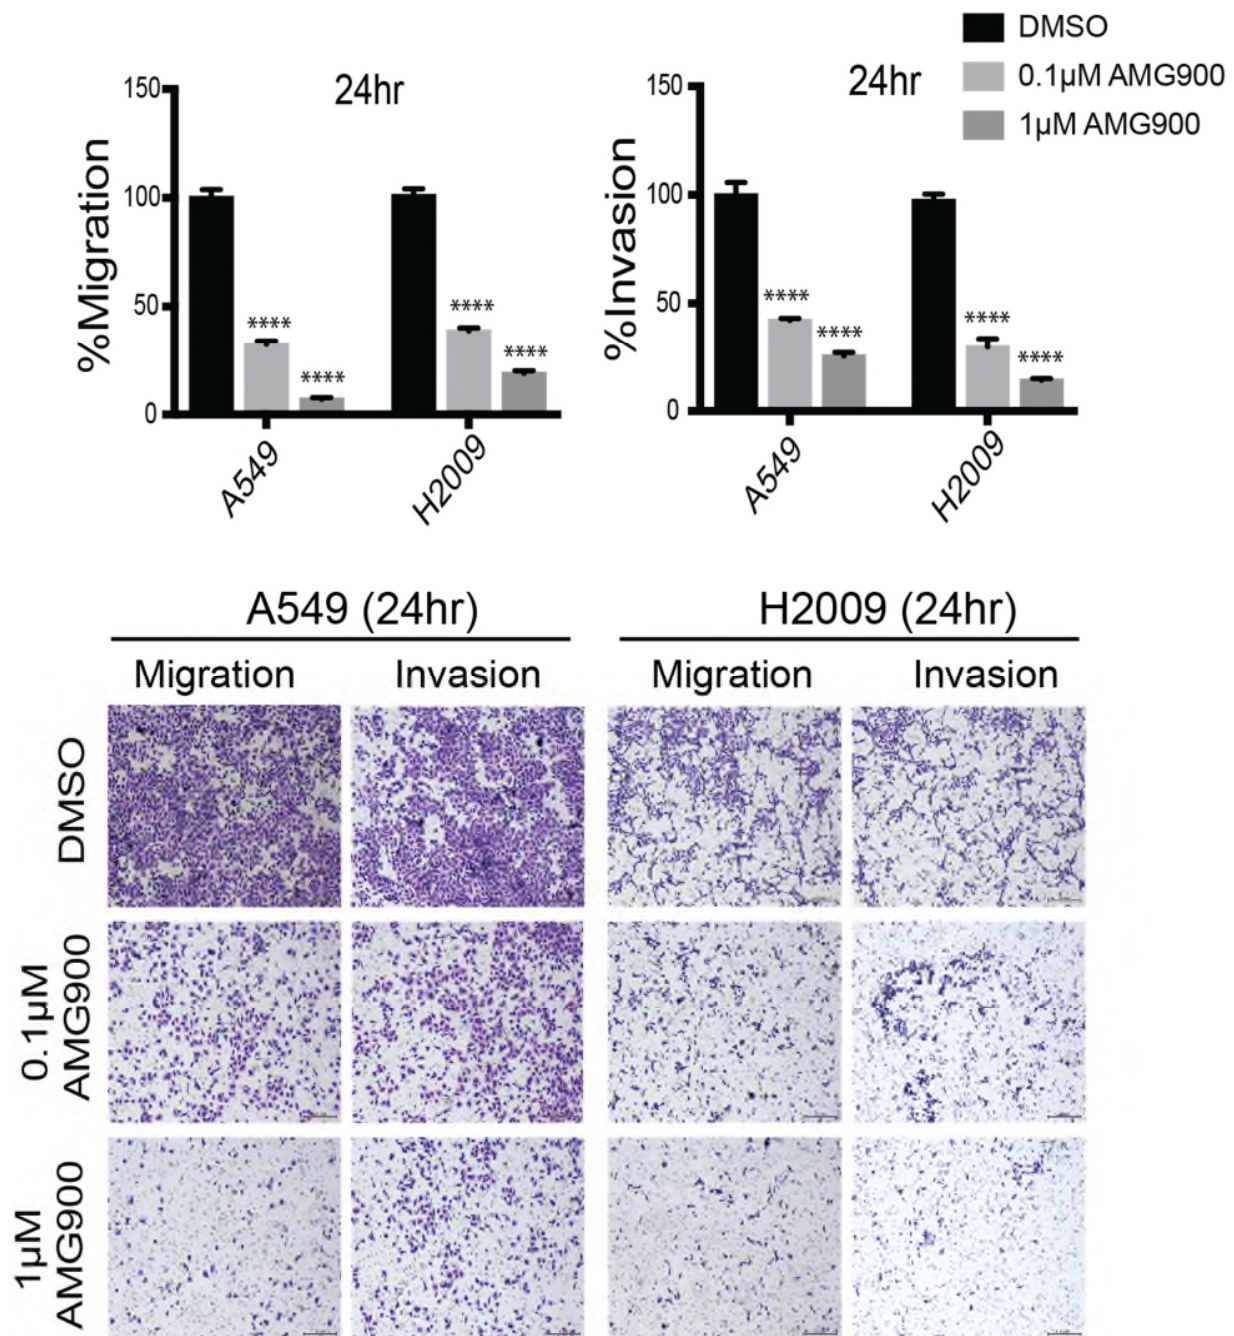 DMSO
0.1µM AMG900
1µM AMG900
24hr
%Migration
150
100
50
0
****
****
****
****
A549
H2009
24hr
%Invasion
150
100
50
0
****
****
****
****
A549
H2009
A549 (24hr)
H2009 (24hr)
Migration
Invasion
Migration
Invasion
DMSO
0.1µM
AMG900
1µM
AMG900